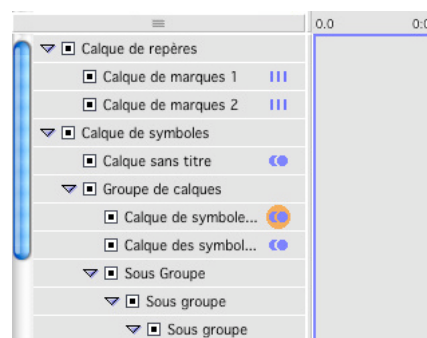 0.0 0:0
Calque de repères
Calque de marques 1
Calque de marques 2
Calque de symboles
Calque sans titre
Groupe de calques
Calque de symbole...
Calque des symbol...
Sous Groupe
Sous groupe
Sous groupe